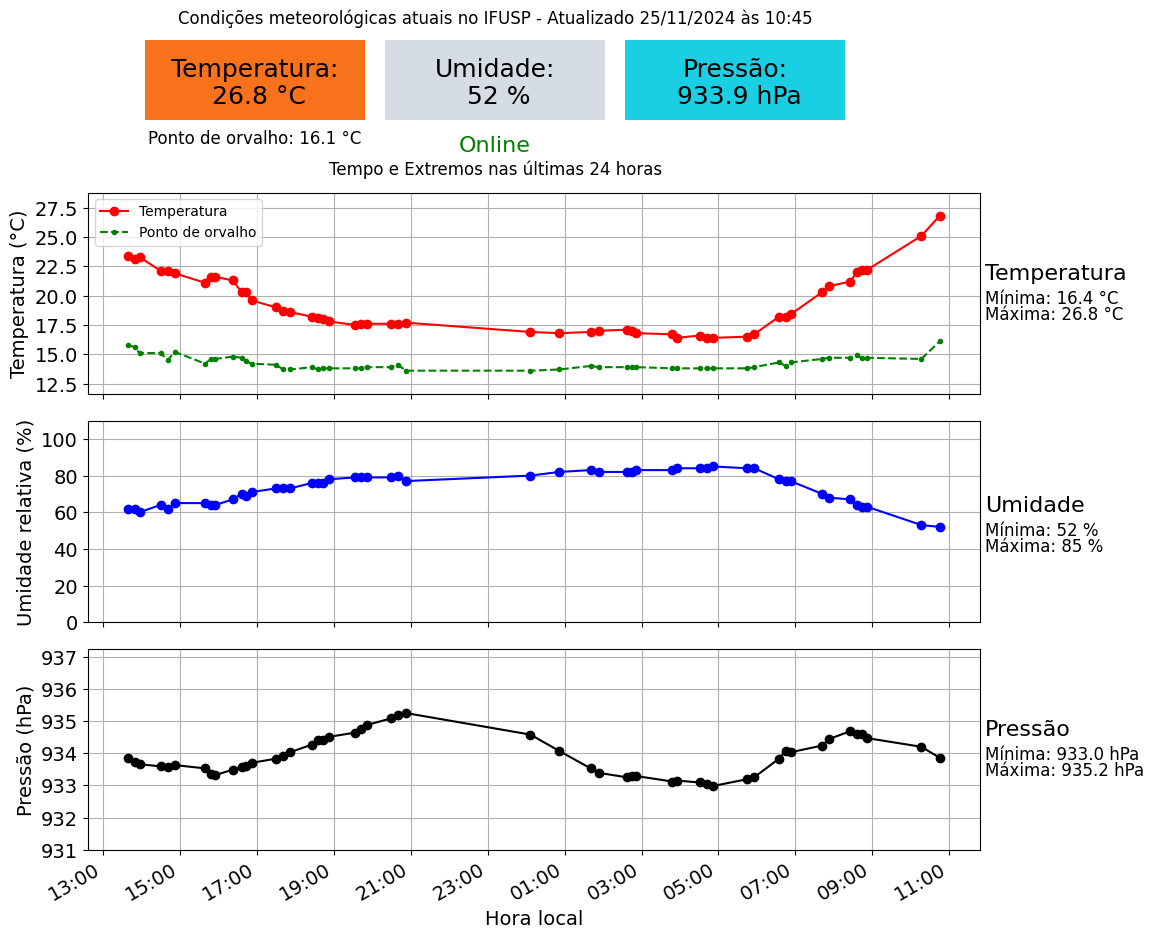 Condições meteorológicas atuais no IFUSP - Atualizado 25/11/2024 às 10:45
Temperatura:
26.8 °C
Umidade:
52 %
Pressão:
933.9 hPa
Ponto de orvalho: 16.1 °C
Online
Tempo e Extremos nas últimas 24 horas
Temperatura (°C)
27.5
25.0
22.5
20.0
17.5
15.0
12.5
Temperatura
Ponto de orvalho
Temperatura
Mínima: 16.4 °C
Máxima: 26.8 °C
Umidade relativa (%)
100
80
60
40
20
0
Umidade
Mínima: 52 %
Máxima: 85 %
Pressão (hPa)
937
936
935
934
933
932
931
Pressão
Mínima: 933.0 hPa
Máxima: 935.2 hPa
13:00 15:00 17:00 19:00 21:00 23:00 01:00 03:00 05:00 07:00 09:00 11:00
Hora local